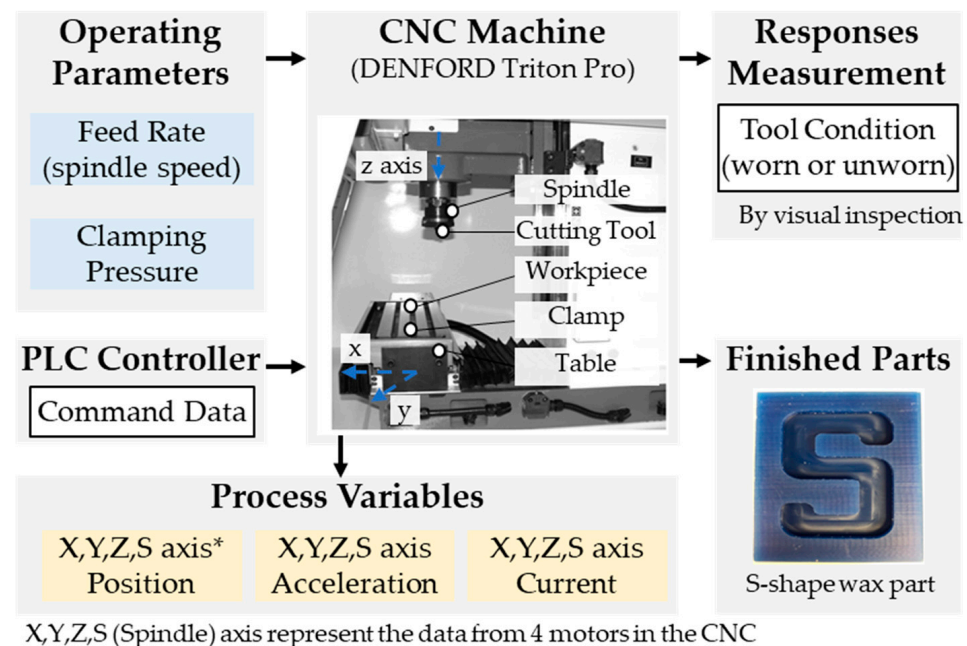 Operating
Parameters
Feed Rate
(spindle speed)
Clamping
Pressure
CNC Machine
(DENFORD Triton Pro)
z axis
Spindle
Cutting Tool
Workpiece
Clamp
Table
x
y
Responses
Measurement
Tool Condition
(worn or unworn)
By visual inspection
PLC Controller
Command Data
Finished Parts
S
S-shape wax part
Process Variables
X,Y,Z,S axis*
Position
X,Y,Z,S axis
Acceleration
X,Y,Z,S axis
Current
X,Y,Z,S (Spindle) axis represent the data from 4 motors in the CNC